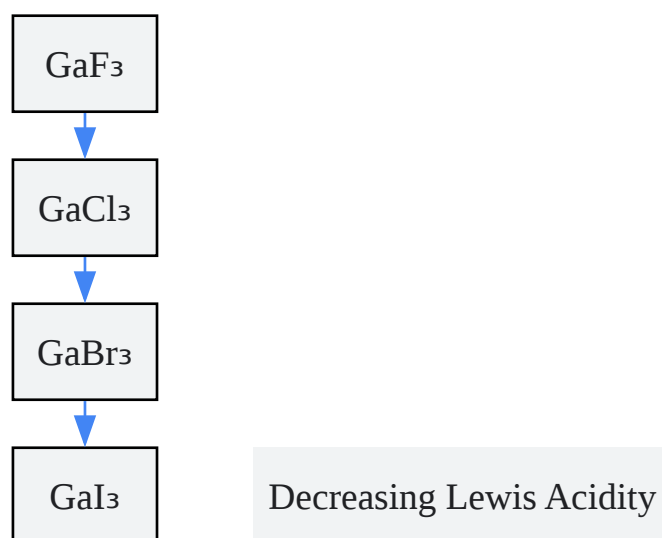 GaF₃
GaCl₃
GaBr₃
GaI₃
Decreasing Lewis Acidity